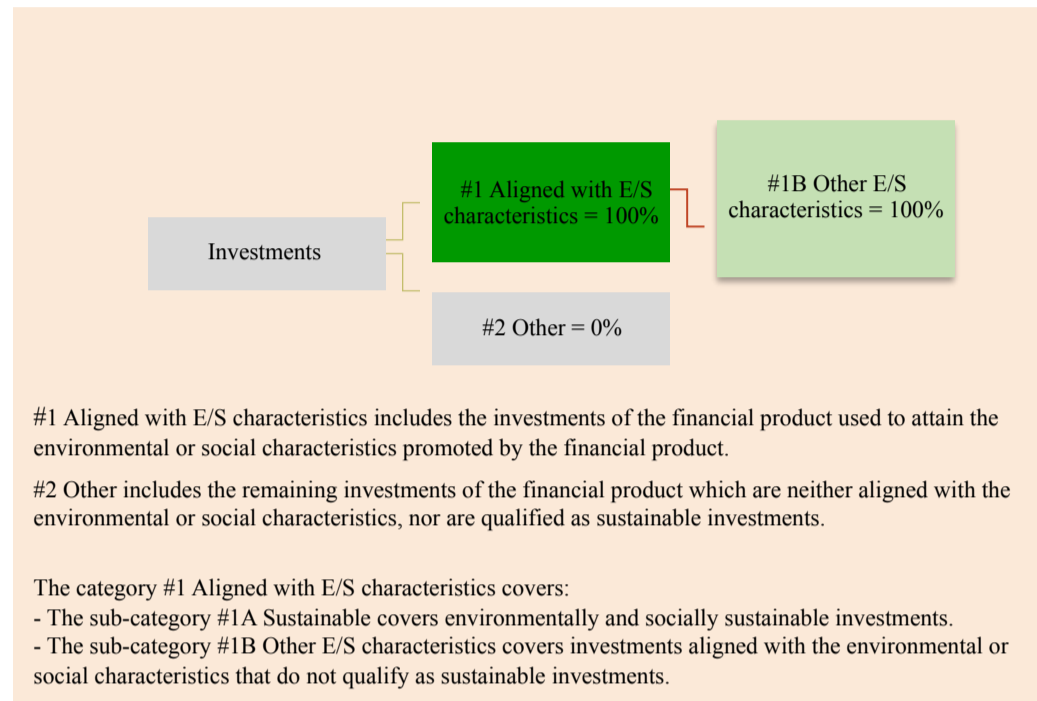 #1 Aligned with E/S
characteristics = 100%
#1B Other E/S
characteristics = 100%
Investments
#2 Other = 0%
#1 Aligned with E/S characteristics includes the investments of the financial product used to attain the
environmental or social characteristics promoted by the financial product.
#2 Other includes the remaining investments of the financial product which are neither aligned with the
environmental or social characteristics, nor are qualified as sustainable investments.
The category #1 Aligned with E/S characteristics covers:
- The sub-category #1A Sustainable covers environmentally and socially sustainable investments.
- The sub-category #1B Other E/S characteristics covers investments aligned with the environmental or
social characteristics that do not qualify as sustainable investments.